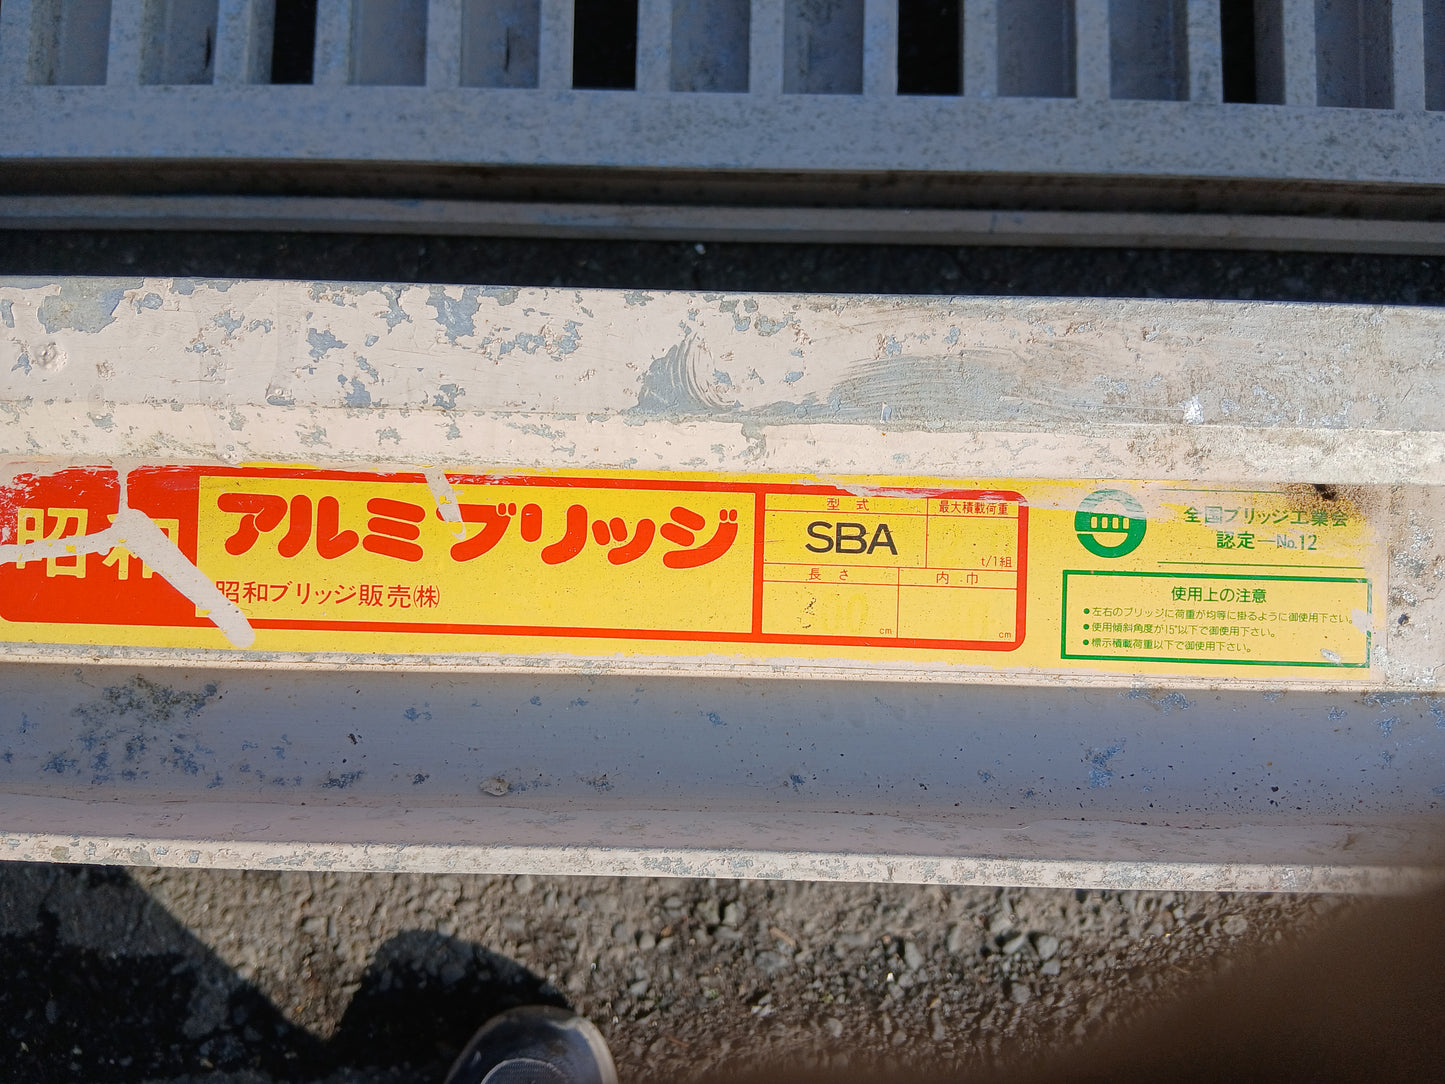 昭和
アルミブリッジ
昭和ブリッジ販売㈱
型式
SBA
最大積載荷重
t/1組
長さ
cm
内巾
cm
全国ブリッジ工業会
認定—No.12
使用上の注意
●左右のブリッジに荷重が均等に掛るように御使用下さい。
●使用傾斜角度が15°以下で御使用下さい。
●標示積載荷重以下で御使用下さい。